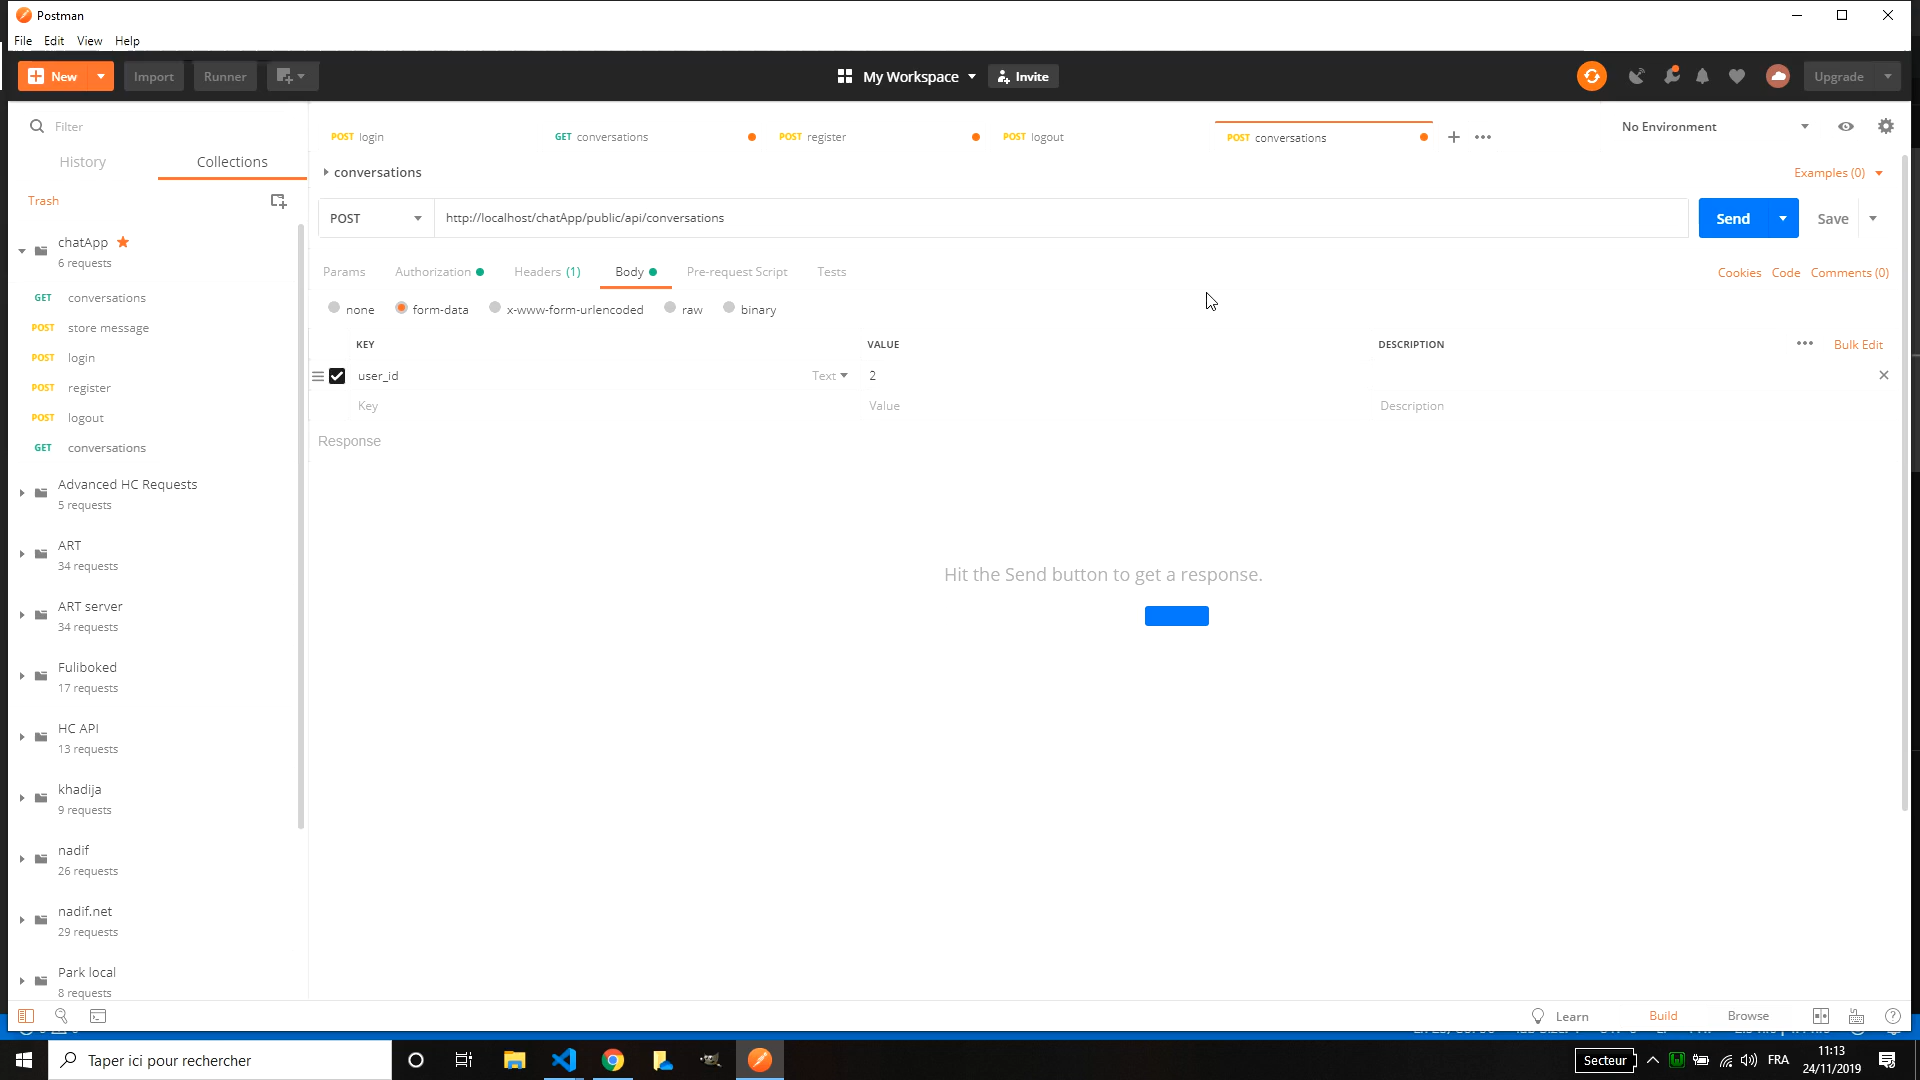 Postman
File Edit View Help
New Import Runner My Workspace Invite Upgrade
Filter
History Collections
Trash
chatApp
6 requests
GET conversations
POST store message
POST login
POST register
POST logout
GET conversations
Advanced HC Requests
5 requests
ART
34 requests
ART server
34 requests
Fuliboked
17 requests
HC API
13 requests
khadija
9 requests
nadif
26 requests
nadif.net
29 requests
Park local
8 requests
POST login GET conversations POST register POST logout POST conversations No Environment
conversations Examples (0)
POST http://localhost/chatApp/public/api/conversations Send Save
Params Authorization Headers (1) Body Pre-request Script Tests Cookies Code Comments (0)
none form-data x-www-form-urlencoded raw binary
KEY VALUE DESCRIPTION Bulk Edit
user_id Text 2
Key Value Description
Response
Hit the Send button to get a response.
Learn Build Browse
Taper ici pour rechercher Secteur FRA 11:13
24/11/2019